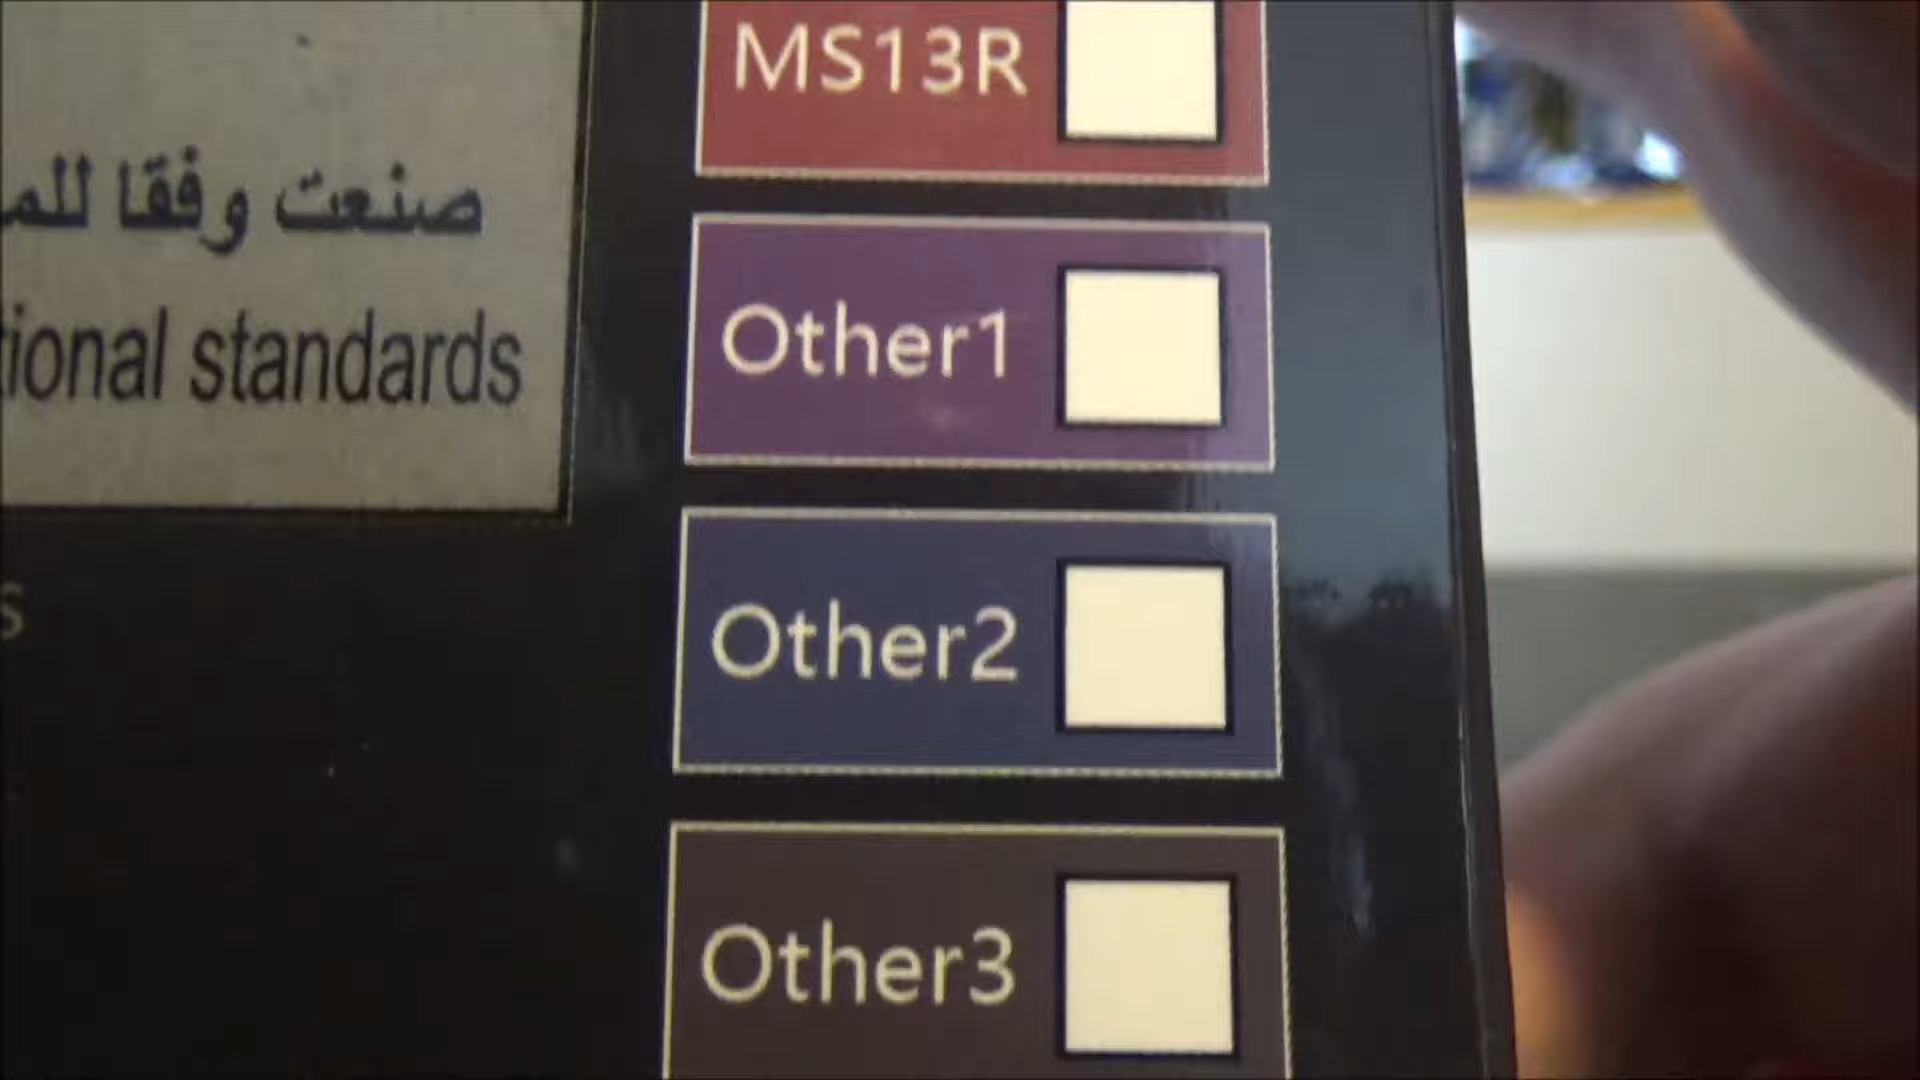 صنعت وفقا للم
tional standards
s
MS13R
Other1
Other2
Other3